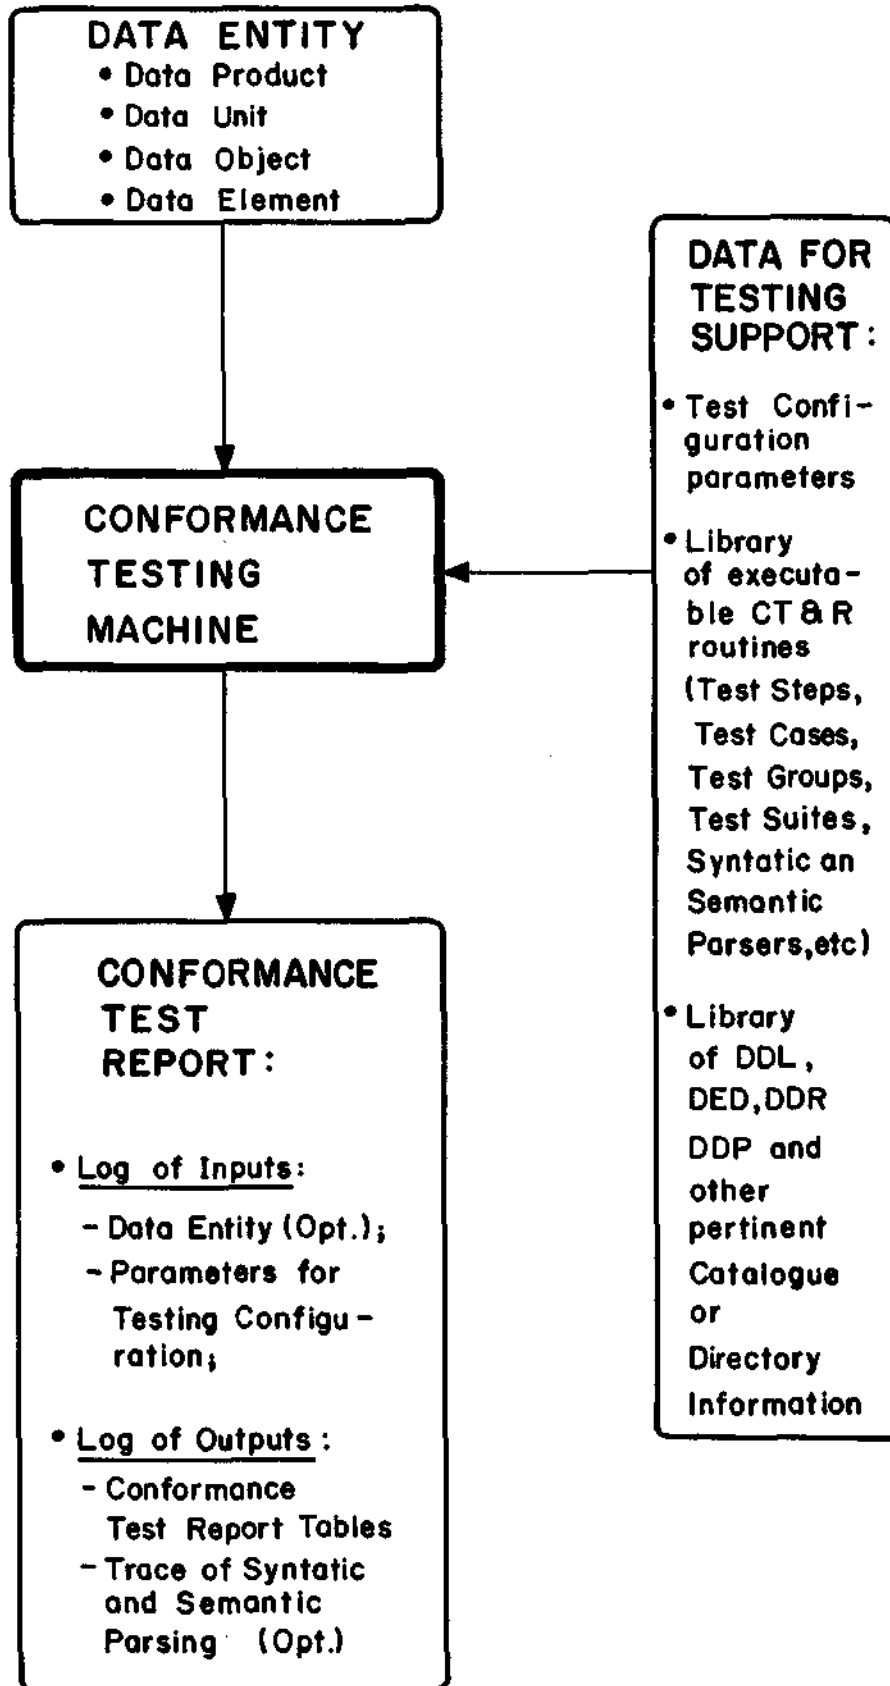 DATA ENTITY
• Data Product
• Data Unit
• Data Object
• Data Element
CONFORMANCE
TESTING
MACHINE
CONFORMANCE
TEST
REPORT:
• Log of Inputs:
- Data Entity (Opt.);
- Parameters for
Testing Configu-
ration;
• Log of Outputs:
- Conformance
Test Report Tables
- Trace of Syntatic
and Semantic
Parsing (Opt.)
DATA FOR
TESTING
SUPPORT:
• Test Confi-
guration
parameters
• Library
of executa-
ble CT & R
routines
(Test Steps,
Test Cases,
Test Groups,
Test Suites,
Syntatic an
Semantic
Parsers,etc)
• Library
of DDL,
DED,DDR
DDP and
other
pertinent
Catalogue
or
Directory
Information